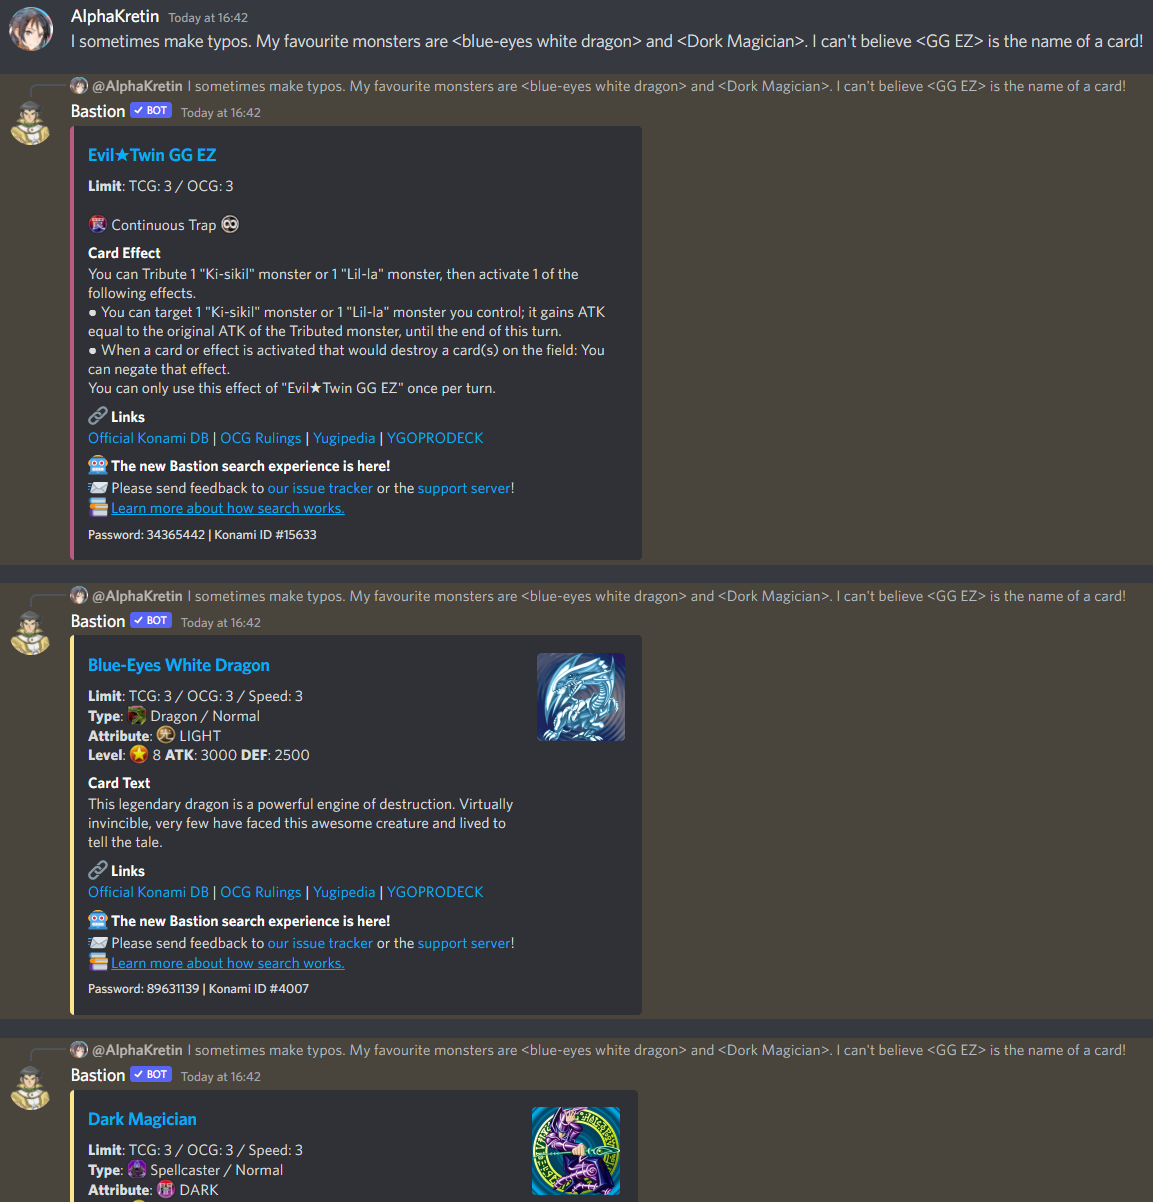 AlphaKretin Today at 16:42
I sometimes make typos. My favourite monsters are <blue-eyes white dragon> and <Dork Magician>. I can't believe <GG EZ> is the name of a card!
@AlphaKretin I sometimes make typos. My favourite monsters are <blue-eyes white dragon> and <Dork Magician>. I can't believe <GG EZ> is the name of a card!
Bastion ✓ BOT Today at 16:42
Evil★Twin GG EZ
Limit: TCG: 3 / OCG: 3
罠 Continuous Trap ♾
Card Effect
You can Tribute 1 "Ki-sikil" monster or 1 "Lil-la" monster, then activate 1 of the
following effects.
● You can target 1 "Ki-sikil" monster or 1 "Lil-la" monster you control; it gains ATK
equal to the original ATK of the Tributed monster, until the end of this turn.
● When a card or effect is activated that would destroy a card(s) on the field: You
can negate that effect.
You can only use this effect of "Evil★Twin GG EZ" once per turn.
🔗 Links
Official Konami DB | OCG Rulings | Yugipedia | YGOPRODECK
🤖 The new Bastion search experience is here!
📨 Please send feedback to our issue tracker or the support server!
📚 Learn more about how search works.
Password: 34365442 | Konami ID #15633
@AlphaKretin I sometimes make typos. My favourite monsters are <blue-eyes white dragon> and <Dork Magician>. I can't believe <GG EZ> is the name of a card!
Bastion ✓ BOT Today at 16:42
Blue-Eyes White Dragon
Limit: TCG: 3 / OCG: 3 / Speed: 3
Type: Dragon / Normal
Attribute: 光 LIGHT
Level: 8 ATK: 3000 DEF: 2500
Card Text
This legendary dragon is a powerful engine of destruction. Virtually
invincible, very few have faced this awesome creature and lived to
tell the tale.
🔗 Links
Official Konami DB | OCG Rulings | Yugipedia | YGOPRODECK
🤖 The new Bastion search experience is here!
📨 Please send feedback to our issue tracker or the support server!
📚 Learn more about how search works.
Password: 89631139 | Konami ID #4007
@AlphaKretin I sometimes make typos. My favourite monsters are <blue-eyes white dragon> and <Dork Magician>. I can't believe <GG EZ> is the name of a card!
Bastion ✓ BOT Today at 16:42
Dark Magician
Limit: TCG: 3 / OCG: 3 / Speed: 3
Type: Spellcaster / Normal
Attribute: 闇 DARK